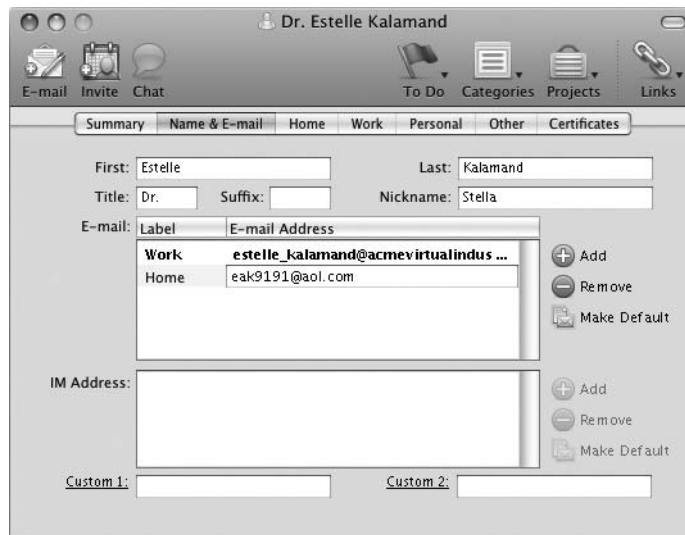 Dr. Estelle Kalamand
E-mail Invite Chat To Do Categories Projects Links
Summary Name & E-mail Home Work Personal Other Certificates
First: Estelle Last: Kalamand
Title: Dr. Suffix: Nickname: Stella
E-mail: Label E-mail Address
Work estelle_kalamand@acmevirtualindus ... Add
Home eak9191@aol.com
Remove
Make Default
IM Address:
Add
Remove
Make Default
Custom 1: Custom 2: